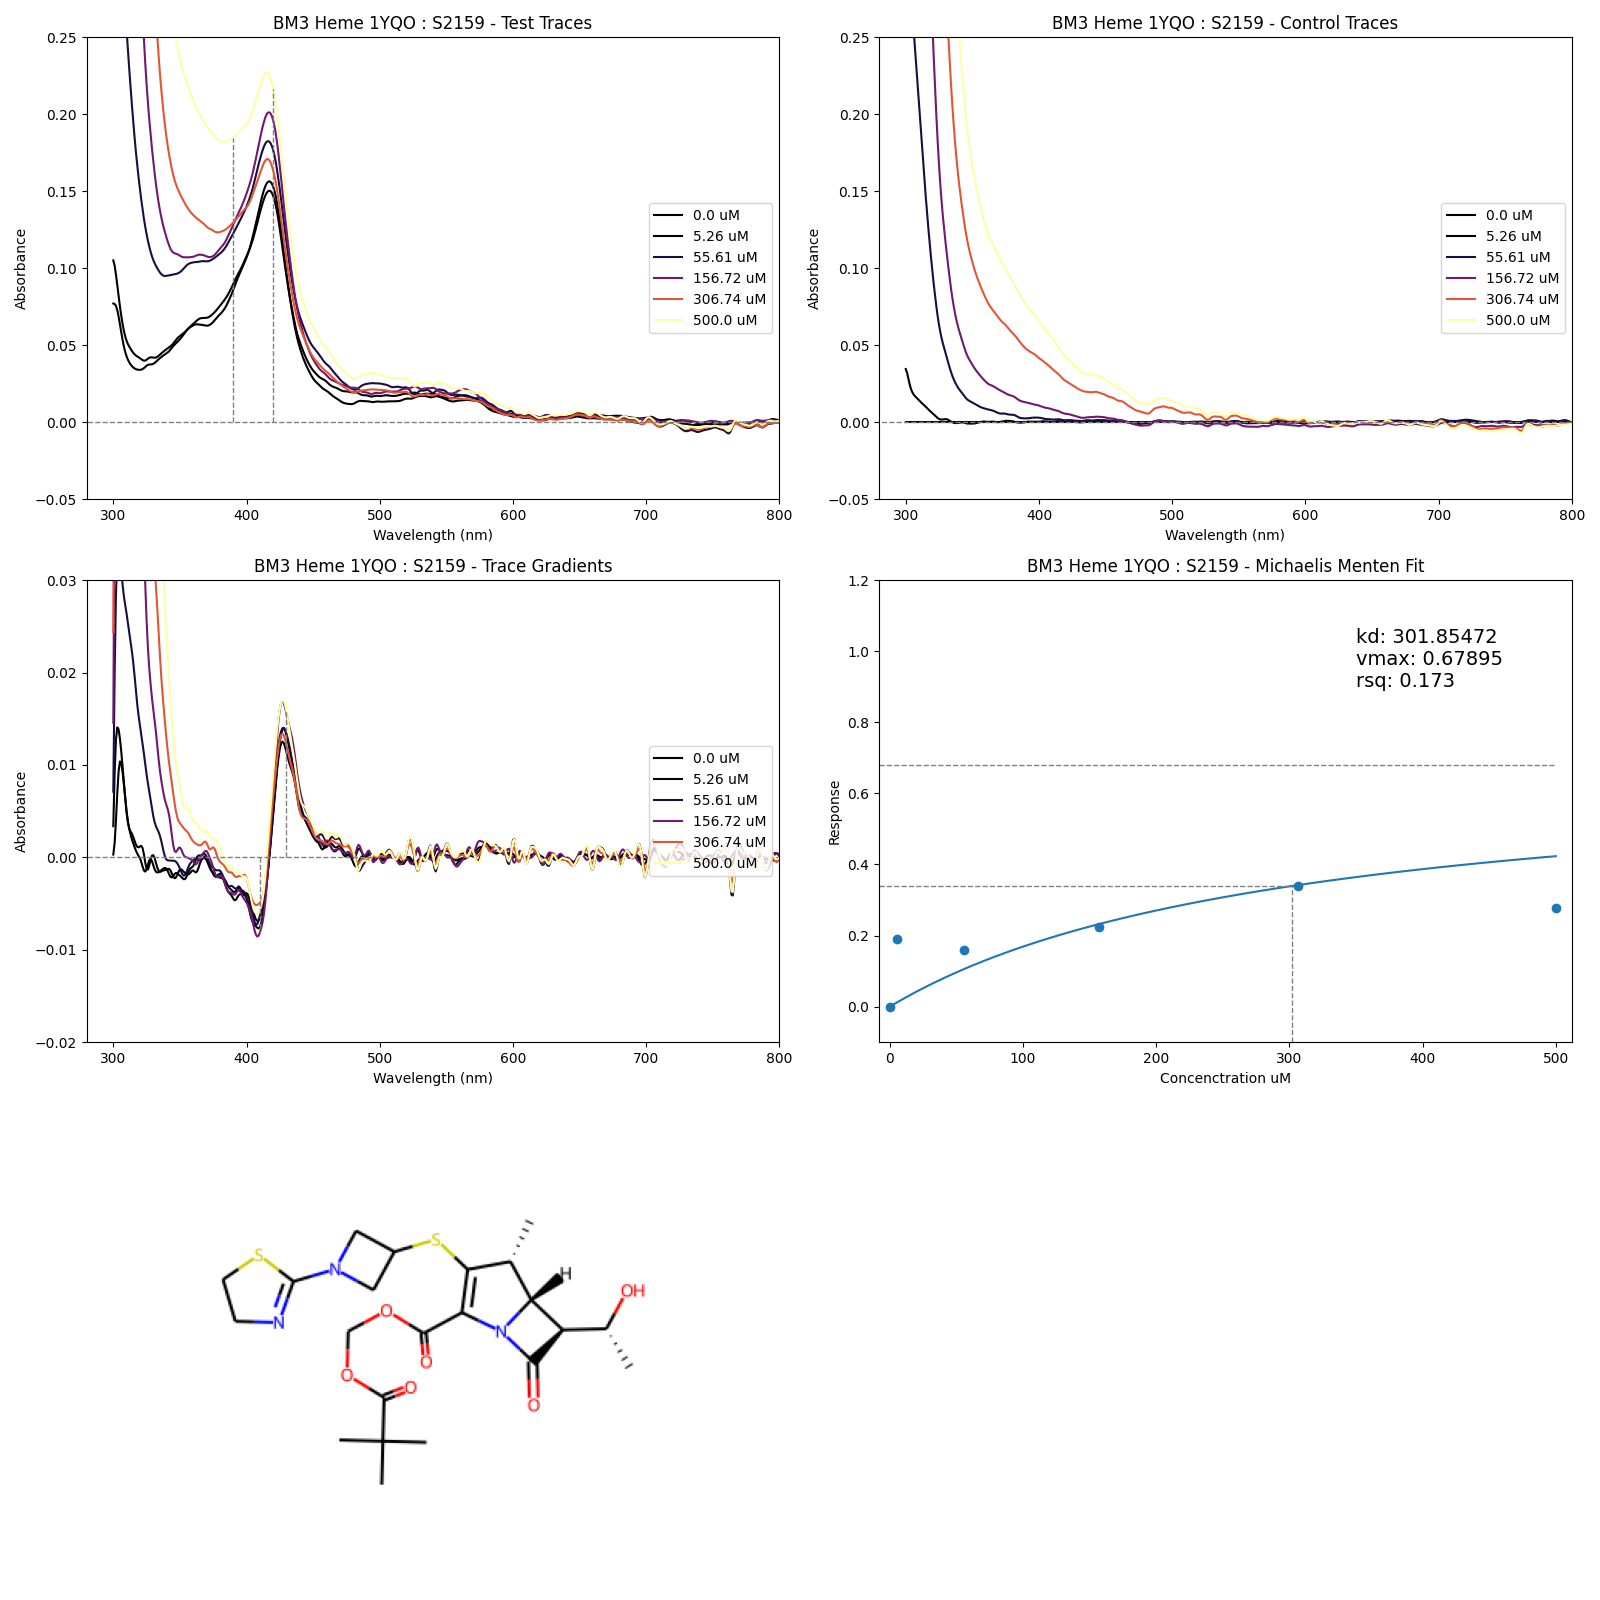 BM3 Heme 1YQO : S2159 - Test Traces
0.25
0.20
0.15
0.10
0.05
0.00
−0.05
Absorbance
300
400
500
600
700
800
Wavelength (nm)
0.0 uM
5.26 uM
55.61 uM
156.72 uM
306.74 uM
500.0 uM
BM3 Heme 1YQO : S2159 - Control Traces
0.25
0.20
0.15
0.10
0.05
0.00
−0.05
Absorbance
300
400
500
600
700
800
Wavelength (nm)
0.0 uM
5.26 uM
55.61 uM
156.72 uM
306.74 uM
500.0 uM
BM3 Heme 1YQO : S2159 - Trace Gradients
0.03
0.02
0.01
0.00
−0.01
−0.02
Absorbance
300
400
500
600
700
800
Wavelength (nm)
0.0 uM
5.26 uM
55.61 uM
156.72 uM
306.74 uM
500.0 uM
BM3 Heme 1YQO : S2159 - Michaelis Menten Fit
1.2
1.0
0.8
0.6
0.4
0.2
0.0
Response
kd: 301.85472
vmax: 0.67895
rsq: 0.173
0
100
200
300
400
500
Concenctration uM
S
N
N
S
O
O
O
O
N
H
OH
O